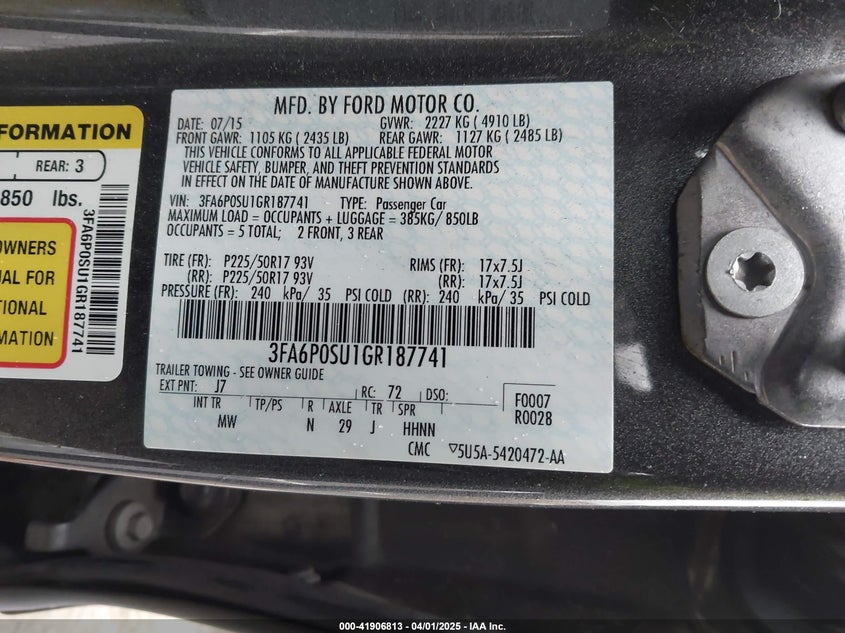 FORMATION
REAR: 3
850 lbs.
OWNERS
UAL FOR
TIONAL
RMATION
3FA6P0SU1GR187741
MFD. BY FORD MOTOR CO.
DATE: 07/15 GVWR: 2227 KG ( 4910 LB)
FRONT GAWR: 1105 KG ( 2435 LB) REAR GAWR: 1127 KG ( 2485 LB)
THIS VEHICLE CONFORMS TO ALL APPLICABLE FEDERAL MOTOR
VEHICLE SAFETY, BUMPER, AND THEFT PREVENTION STANDARDS
IN EFFECT ON THE DATE OF MANUFACTURE SHOWN ABOVE.
VIN: 3FA6P0SU1GR187741 TYPE: Passenger Car
MAXIMUM LOAD = OCCUPANTS + LUGGAGE = 385KG/ 850LB
OCCUPANTS = 5 TOTAL; 2 FRONT, 3 REAR
TIRE (FR): P225/50R17 93V RIMS (FR): 17x7.5J
(RR): P225/50R17 93V (RR): 17x7.5J
PRESSURE (FR): 240 kPa/ 35 PSI COLD (RR): 240 kPa/ 35 PSI COLD
3FA6P0SU1GR187741
TRAILER TOWING - SEE OWNER GUIDE
EXT PNT: J7 RC: 72 DSO: F0007
INT TR TP/PS R AXLE TR SPR R0028
MW N 29 J HHNN
CMC ▽5U5A-5420472-AA
000-41906813 - 04/01/2025 - IAA Inc.